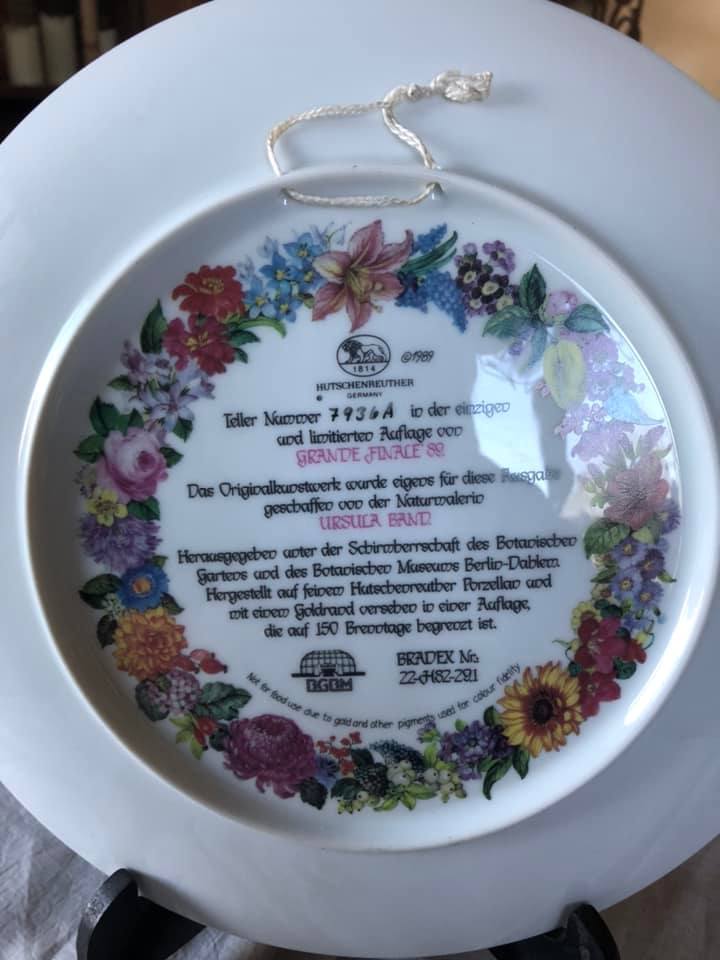 1814
©1989
HUTSCHENREUTHER
GERMANY
Teller Nummer 7936A in der einzigen
und limitierten Auflage von
GRANDE FINALE 89.
Das Originalkunstwerk wurde eigens für diese Ausgabe
geschaffen von der Naturmalerin
URSULA BAND.
Herausgegeben unter der Schirmherrschaft des Botanischen
Gartens und des Botanischen Museums Berlin-Dahlem.
Hergestellt auf feinem Hutschenreuther Porzellan und
mit einem Goldrand versehen in einer Auflage,
die auf 150 Brenntage begrenzt ist.
BGBM
BRADEX Nr.
22-H82-29.1
Not for food use due to gold and other pigments used for colour fidelity